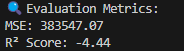 🔍 Evaluation Metrics:
MSE: 383547.07
R² Score: -4.44